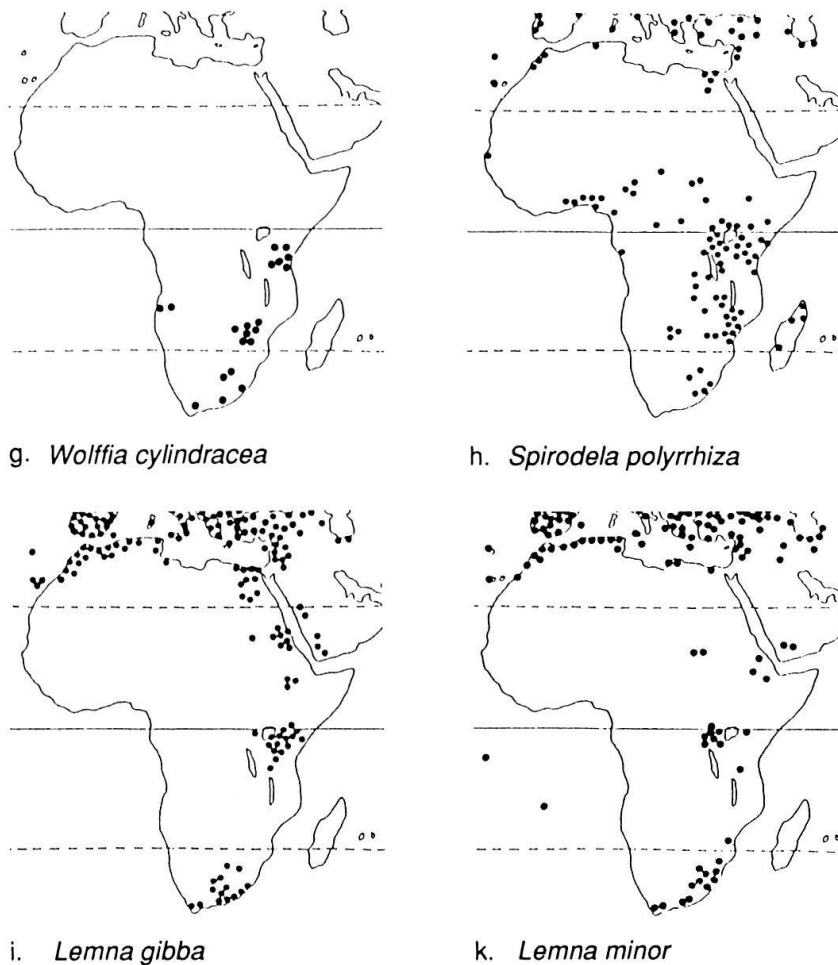 g. Wolffia cylindracea
h. Spirodela polyrrhiza
i. Lemna gibba
k. Lemna minor